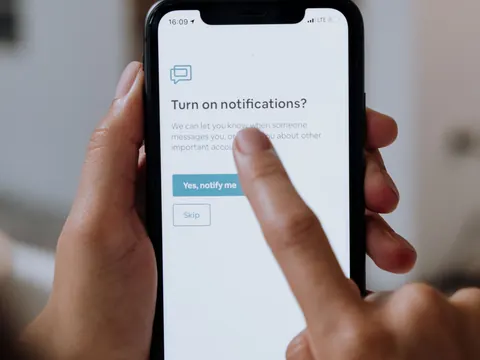 16:09
LTE
Turn on notifications?
We can let you know when someone
messages you, or you about other
important
Yes, notify me
Skip